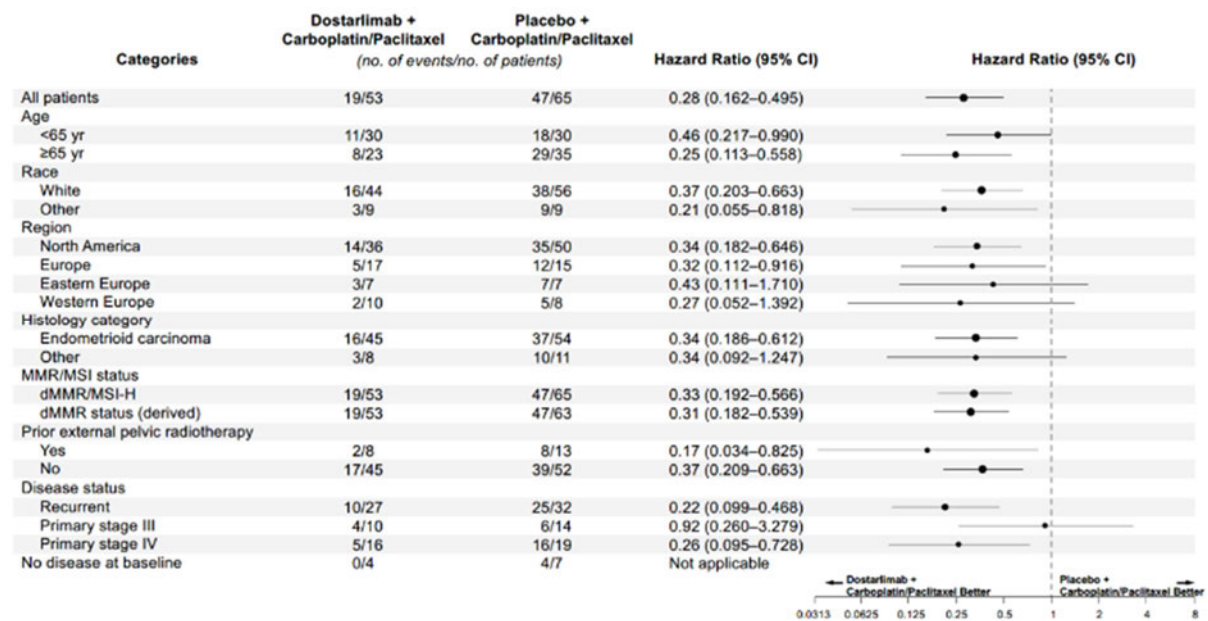 Dostarlimab + Placebo +
Carboplatin/Paclitaxel Carboplatin/Paclitaxel
Categories (no. of events/no. of patients) Hazard Ratio (95% CI) Hazard Ratio (95% CI)
All patients 19/53 47/65 0.28 (0.162–0.495)
Age
<65 yr 11/30 18/30 0.46 (0.217–0.990)
≥65 yr 8/23 29/35 0.25 (0.113–0.558)
Race
White 16/44 38/56 0.37 (0.203–0.663)
Other 3/9 9/9 0.21 (0.055–0.818)
Region
North America 14/36 35/50 0.34 (0.182–0.646)
Europe 5/17 12/15 0.32 (0.112–0.916)
Eastern Europe 3/7 7/7 0.43 (0.111–1.710)
Western Europe 2/10 5/8 0.27 (0.052–1.392)
Histology category
Endometrioid carcinoma 16/45 37/54 0.34 (0.186–0.612)
Other 3/8 10/11 0.34 (0.092–1.247)
MMR/MSI status
dMMR/MSI-H 19/53 47/65 0.33 (0.192–0.566)
dMMR status (derived) 19/53 47/63 0.31 (0.182–0.539)
Prior external pelvic radiotherapy
Yes 2/8 8/13 0.17 (0.034–0.825)
No 17/45 39/52 0.37 (0.209–0.663)
Disease status
Recurrent 10/27 25/32 0.22 (0.099–0.468)
Primary stage III 4/10 6/14 0.92 (0.260–3.279)
Primary stage IV 5/16 16/19 0.26 (0.095–0.728)
No disease at baseline 0/4 4/7 Not applicable
Dostarlimab + Placebo +
Carboplatin/Paclitaxel Better Carboplatin/Paclitaxel Better
0.0313 0.0625 0.125 0.25 0.5 1 2 4 8